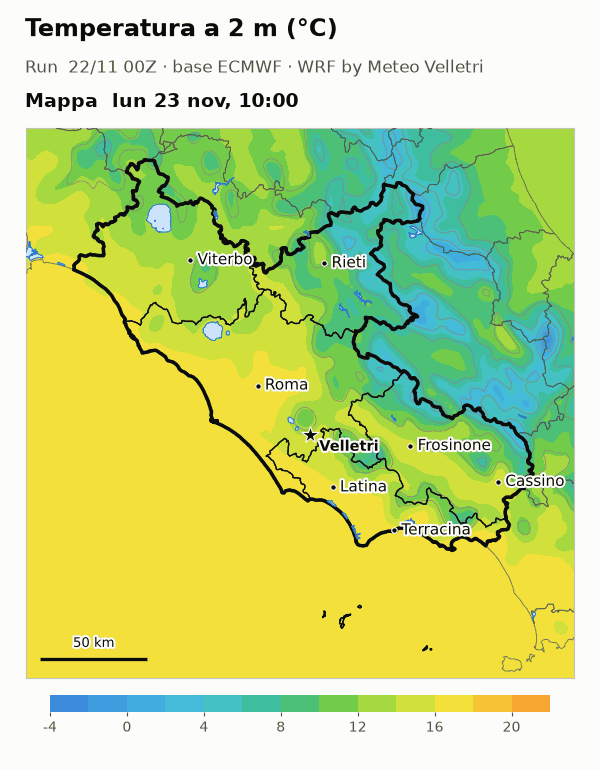 Temperatura a 2 m (°C)
Run  22/11 00Z · base ECMWF · WRF by Meteo Velletri
Mappa  lun 23 nov, 10:00
Viterbo
Rieti
Roma
Velletri
Frosinone
Latina
Cassino
Terracina
50 km
-4 0 4 8 12 16 20